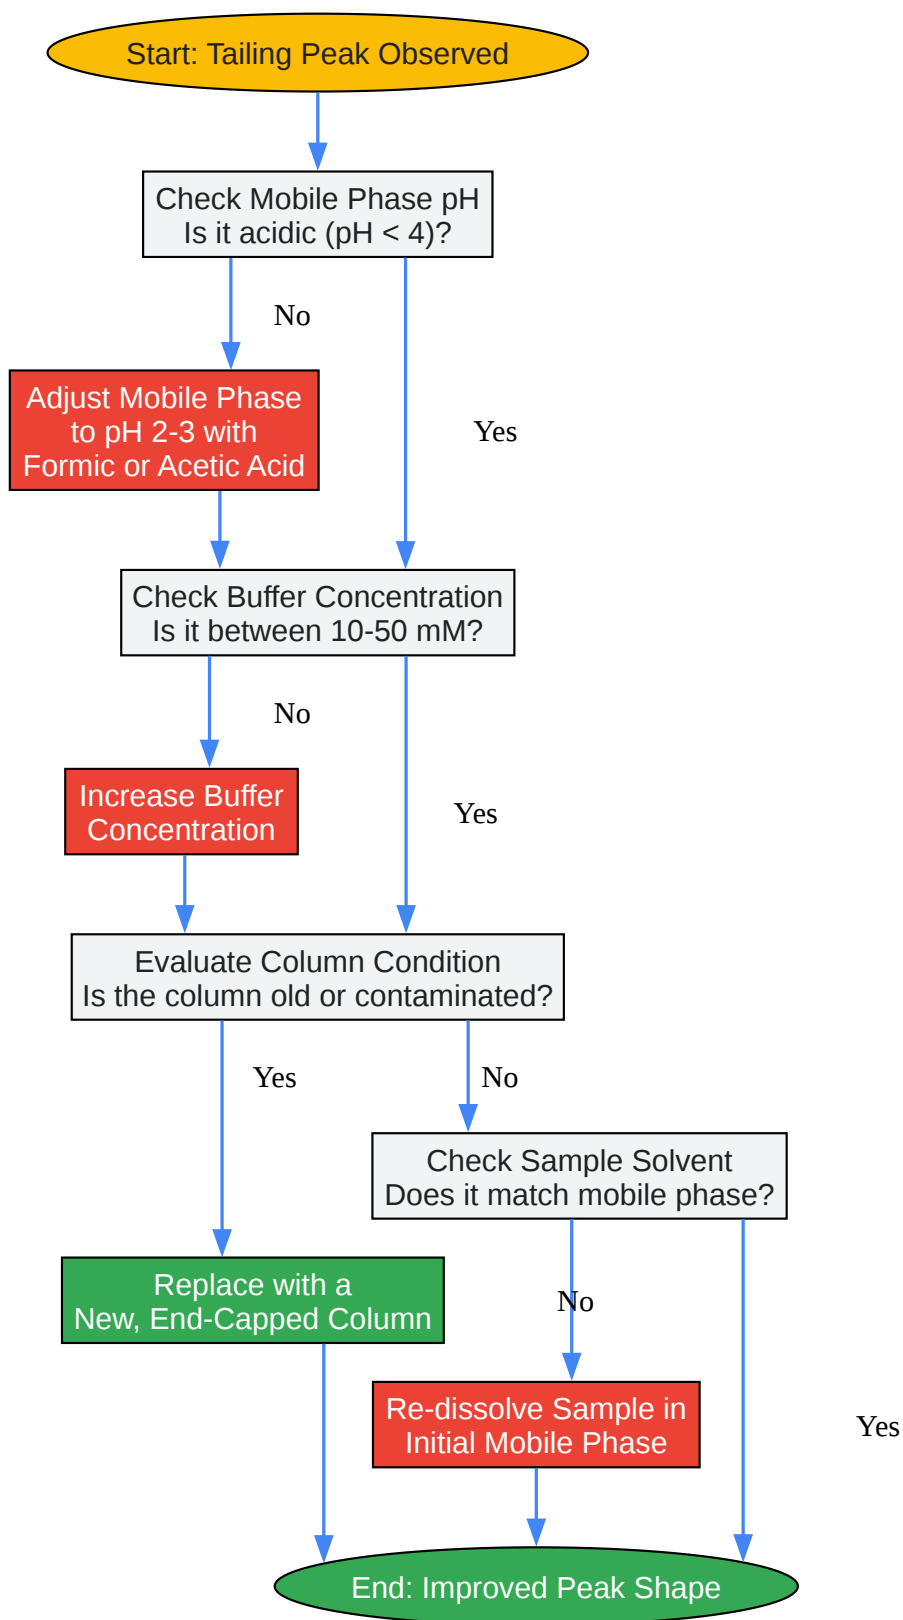 Start: Tailing Peak Observed
Check Mobile Phase pH
Is it acidic (pH < 4)?
No
Adjust Mobile Phase
to pH 2-3 with
Formic or Acetic Acid
Yes
Check Buffer Concentration
Is it between 10-50 mM?
No
Increase Buffer
Concentration
Yes
Evaluate Column Condition
Is the column old or contaminated?
Yes
No
Check Sample Solvent
Does it match mobile phase?
Replace with a
New, End-Capped Column
No
Re-dissolve Sample in
Initial Mobile Phase
Yes
End: Improved Peak Shape